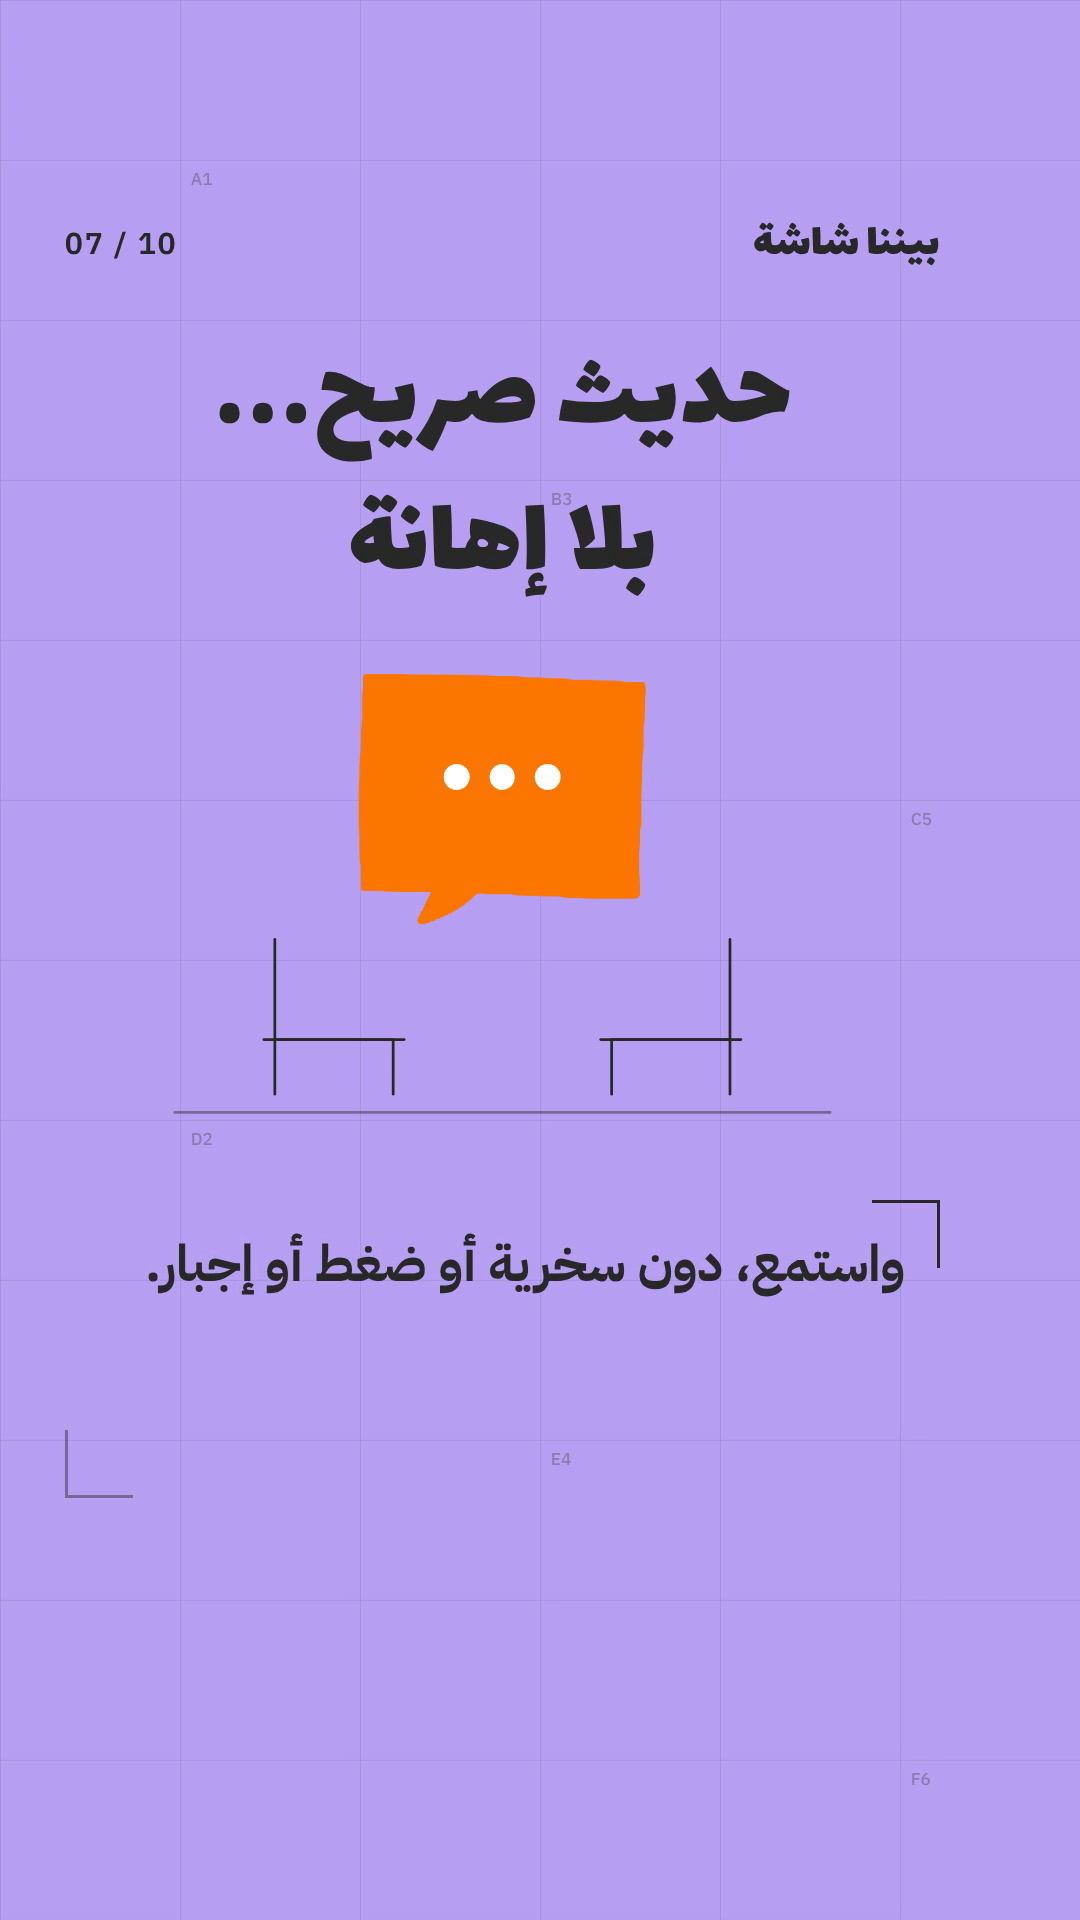 A1
بيننا شاشة
07 / 10
حديث صريح...
بلا إهانة
B3
C5
D2
واستمع، دون سخرية أو ضغط أو إجبار.
E4
F6